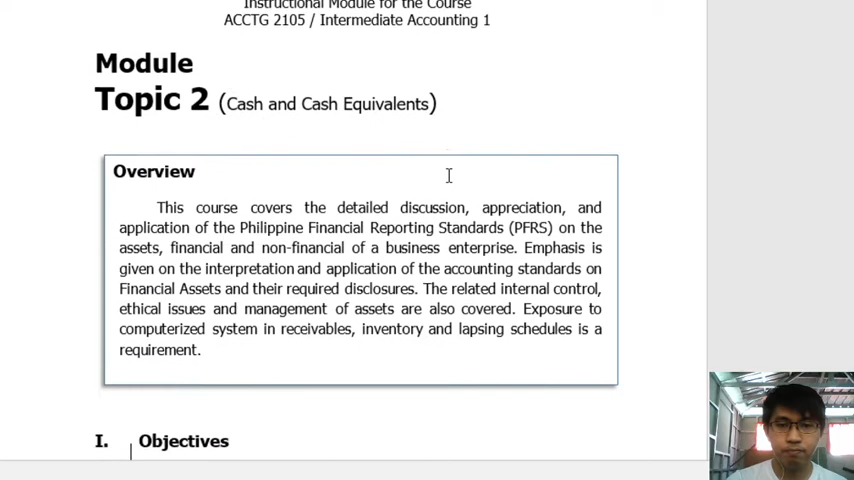 Instructional Module for the Course
ACCTG 2105 / Intermediate Accounting 1
Module
Topic 2 (Cash and Cash Equivalents)
Overview
This course covers the detailed discussion, appreciation, and
application of the Philippine Financial Reporting Standards (PFRS) on the
assets, financial and non-financial of a business enterprise. Emphasis is
given on the interpretation and application of the accounting standards on
Financial Assets and their required disclosures. The related internal control,
ethical issues and management of assets are also covered. Exposure to
computerized system in receivables, inventory and lapsing schedules is a
requirement.
I. Objectives